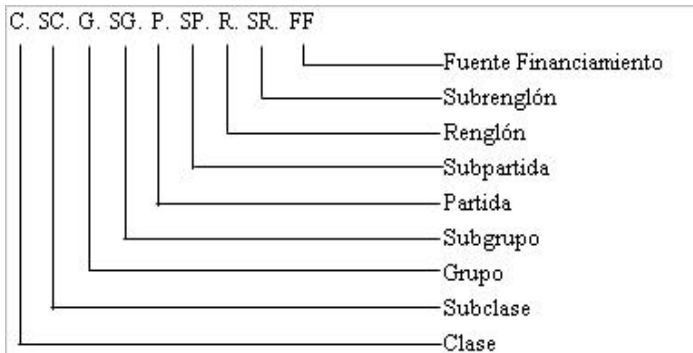 C. SC. G. SG. P. SP. R. SR. FF
Fuente Financiamiento
Subrenglón
Renglón
Subpartida
Partida
Subgrupo
Grupo
Subclase
Clase